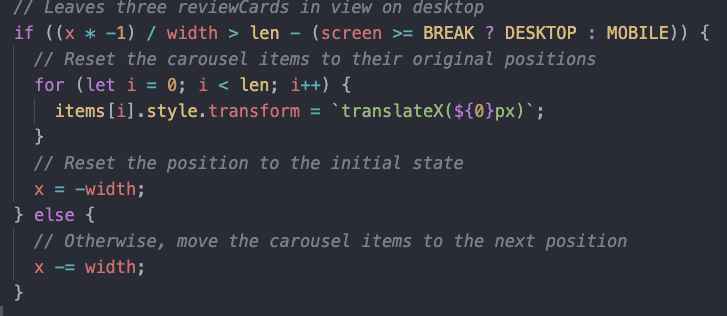 // Leaves three reviewCards in view on desktop
if ((x * -1) / width > len - (screen >= BREAK ? DESKTOP : MOBILE)) {
// Reset the carousel items to their original positions
for (let i = 0; i < len; i++) {
items[i].style.transform = `translateX(${0}px)`;
}
// Reset the position to the initial state
x = -width;
} else {
// Otherwise, move the carousel items to the next position
x -= width;
}